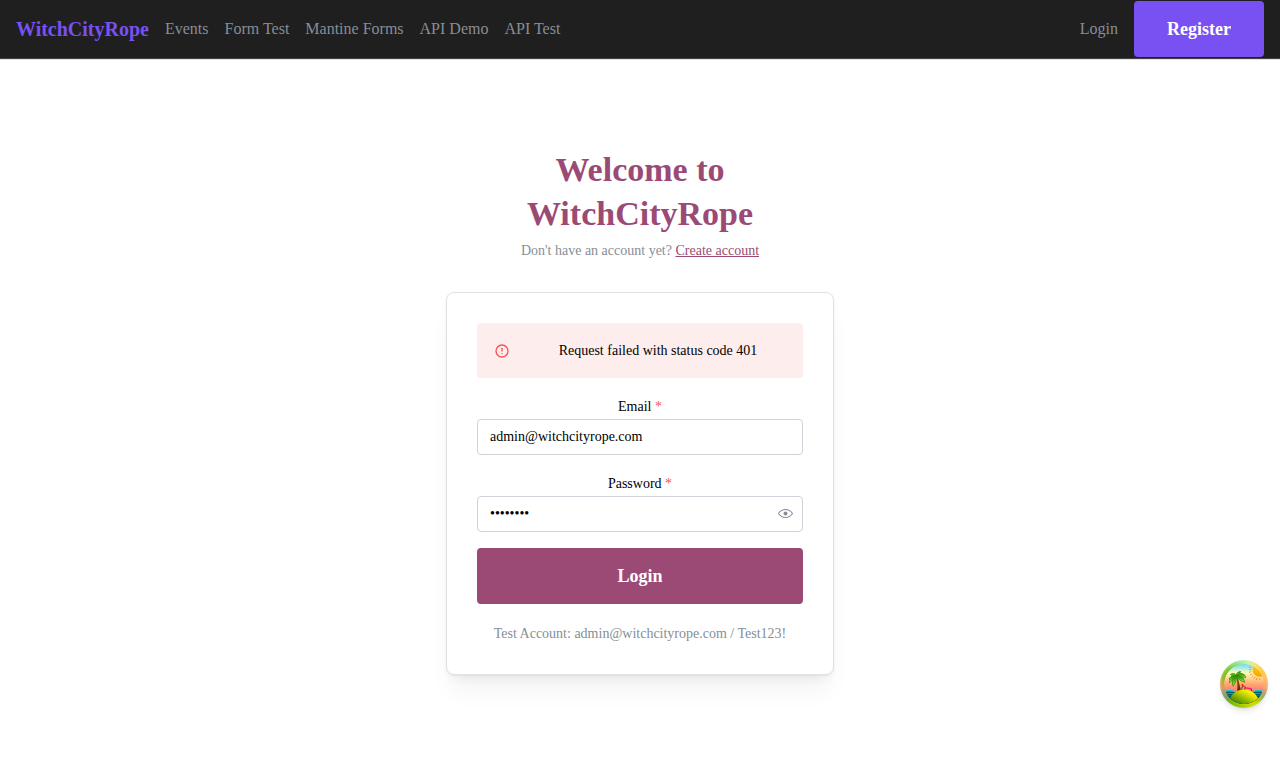 WitchCityRope Events Form Test Mantine Forms API Demo API Test Login Register
Welcome to
WitchCityRope
Don't have an account yet? Create account
Request failed with status code 401
Email *
admin@witchcityrope.com
Password *
••••••••
Login
Test Account: admin@witchcityrope.com / Test123!